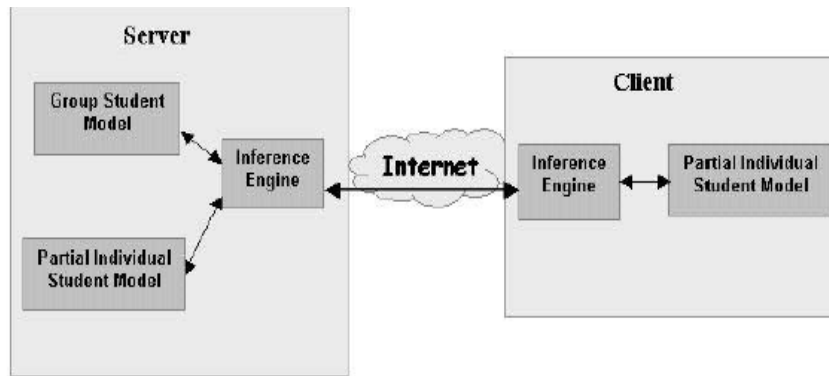 Server
Group Student
Model
Inference
Engine
Partial Individual
Student Model
Internet
Client
Inference
Engine
Partial Individual
Student Model